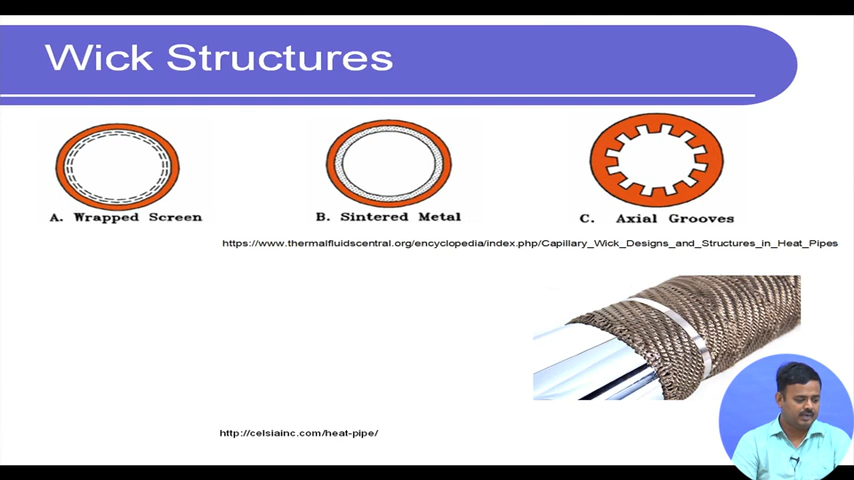 Wick Structures
A. Wrapped Screen
B. Sintered Metal
C. Axial Grooves
https://www.thermalfluidscentral.org/encyclopedia/index.php/Capillary_Wick_Designs_and_Structures_in_Heat_Pipes
http://celsiainc.com/heat-pipe/